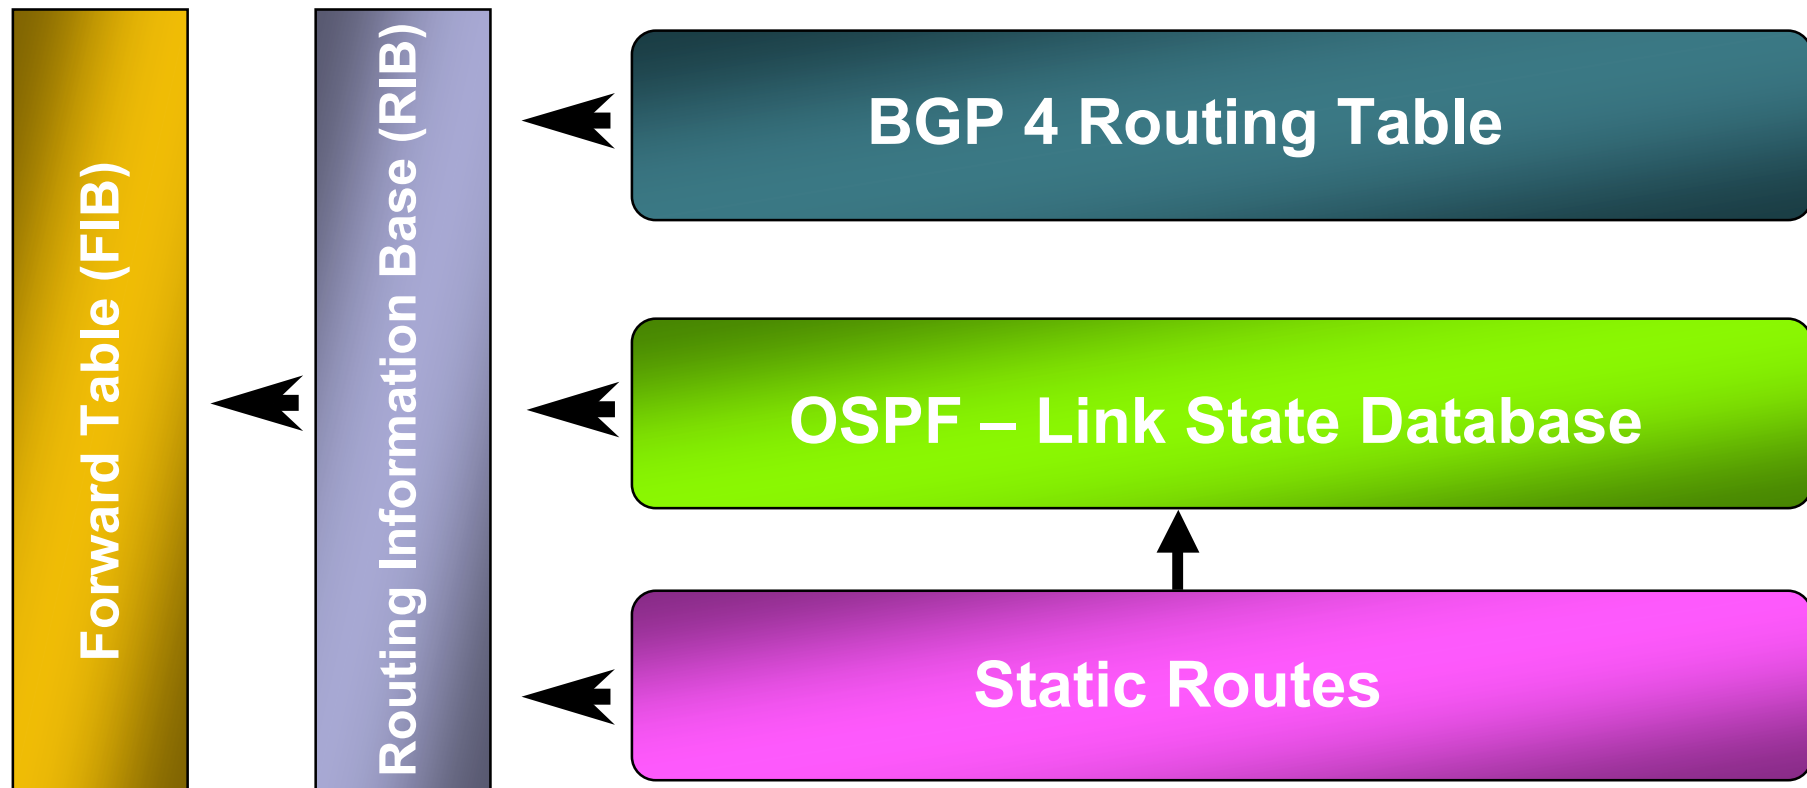 Forward Table (FIB)
Routing Information Base (RIB)
BGP 4 Routing Table
OSPF – Link State Database
Static Routes